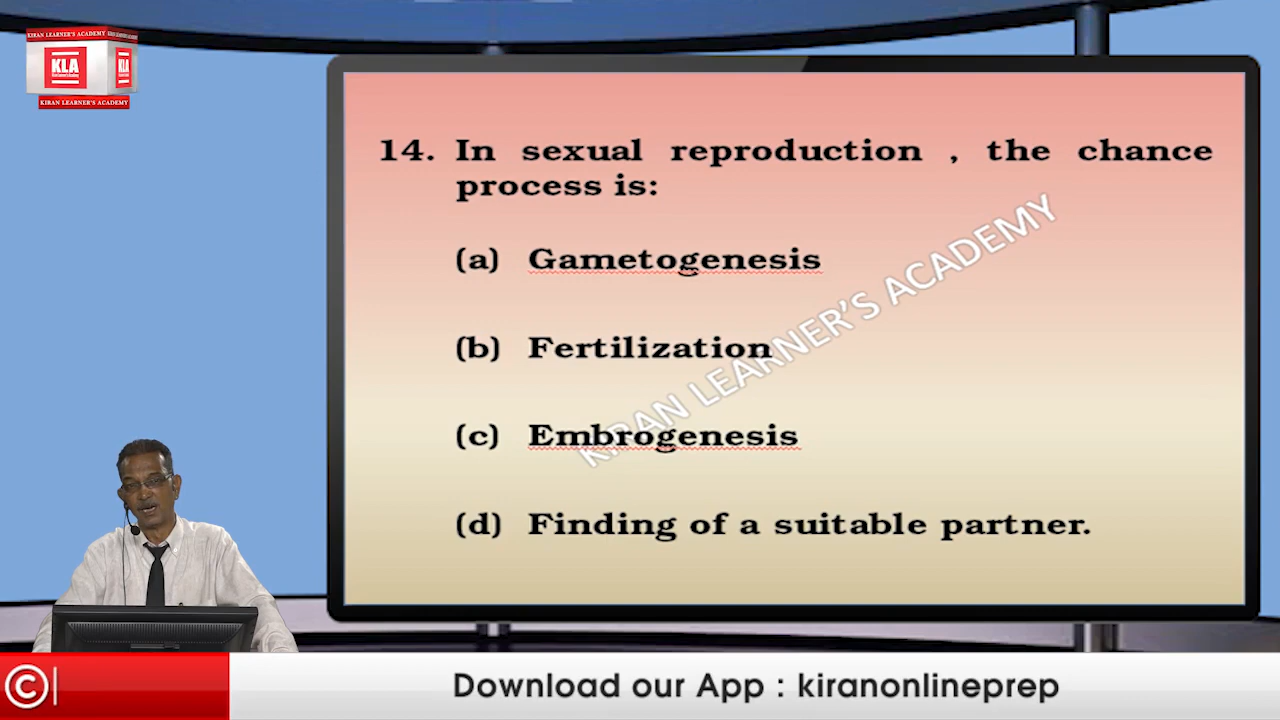 KIRAN LEARNER'S ACADEMY
KLA
KLA
KIRAN LEARNER'S ACADEMY
14. In sexual reproduction , the chance
process is:
(a) Gametogenesis
(b) Fertilization
(c) Embrogenesis
(d) Finding of a suitable partner.
KIRAN LEARNER'S ACADEMY
©
Download our App : kiranonlineprep